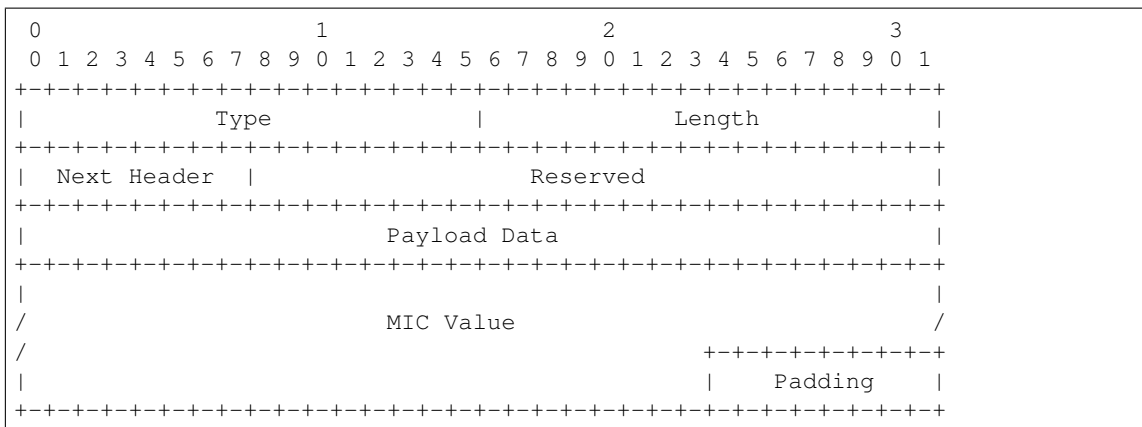 0                   1                   2                   3
 0 1 2 3 4 5 6 7 8 9 0 1 2 3 4 5 6 7 8 9 0 1 2 3 4 5 6 7 8 9 0 1
+-+-+-+-+-+-+-+-+-+-+-+-+-+-+-+-+-+-+-+-+-+-+-+-+-+-+-+-+-+-+-+-+
|             Type              |             Length            |
+-+-+-+-+-+-+-+-+-+-+-+-+-+-+-+-+-+-+-+-+-+-+-+-+-+-+-+-+-+-+-+-+
|  Next Header  |                   Reserved                    |
+-+-+-+-+-+-+-+-+-+-+-+-+-+-+-+-+-+-+-+-+-+-+-+-+-+-+-+-+-+-+-+-+
|                         Payload Data                          |
+-+-+-+-+-+-+-+-+-+-+-+-+-+-+-+-+-+-+-+-+-+-+-+-+-+-+-+-+-+-+-+-+
|                                                               |
/                         MIC Value                             /
/                                               +-+-+-+-+-+-+-+-+
|                                               |    Padding    |
+-+-+-+-+-+-+-+-+-+-+-+-+-+-+-+-+-+-+-+-+-+-+-+-+-+-+-+-+-+-+-+-+